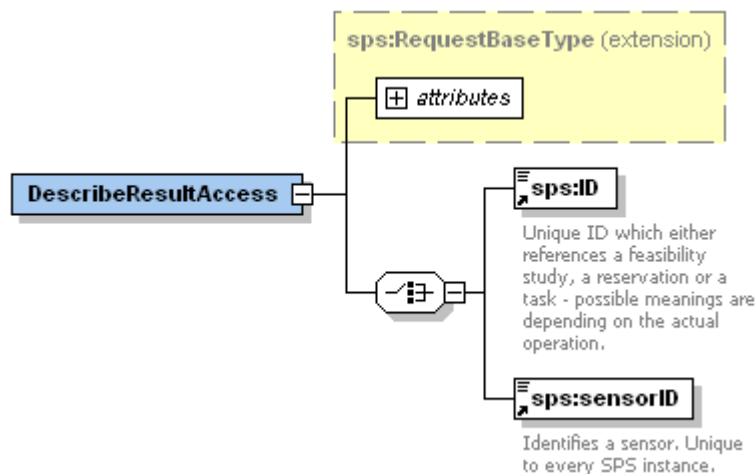 sps:RequestBaseType (extension)
attributes
DescribeResultAccess
sps:ID
Unique ID which either
references a feasibility
study, a reservation or a
task - possible meanings are
depending on the actual
operation.
sps:sensorID
Identifies a sensor. Unique
to every SPS instance.